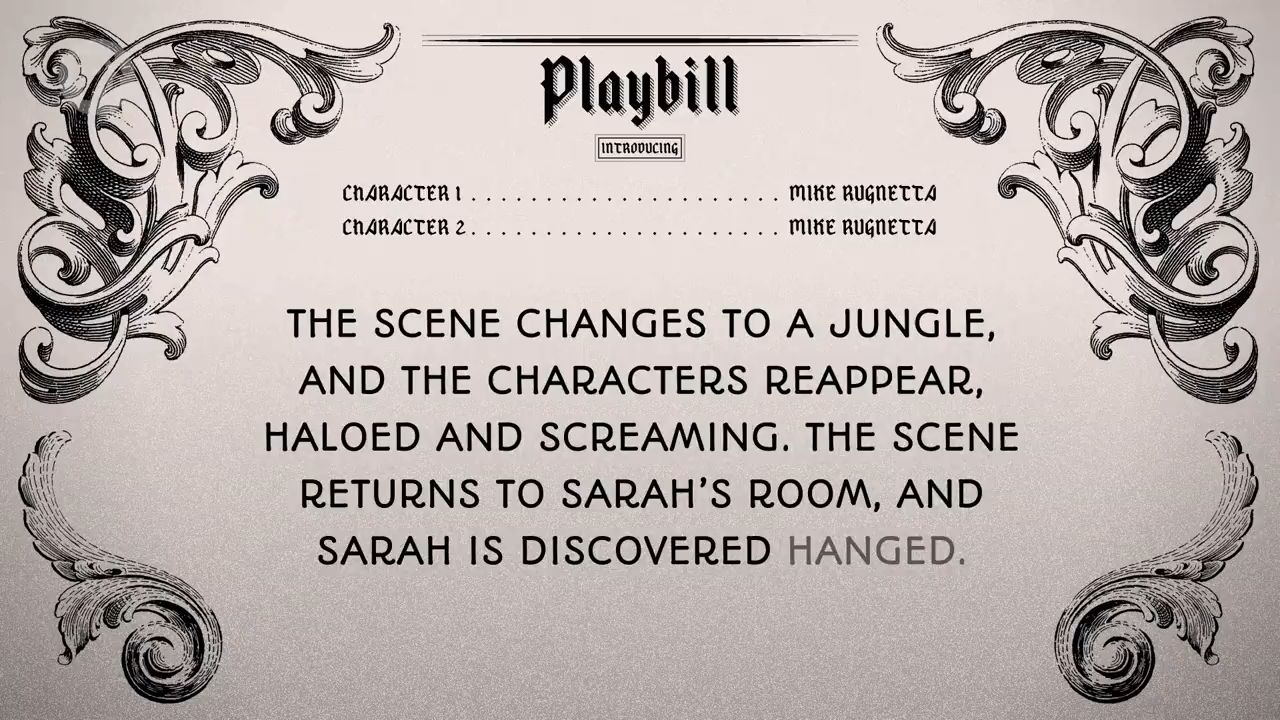 Playbill
INTRODUCING
CHARACTER 1 . . . . . . . . . . . . . . . . . . . . . . MIKE RUGNETTA
CHARACTER 2 . . . . . . . . . . . . . . . . . . . . . . MIKE RUGNETTA
THE SCENE CHANGES TO A JUNGLE,
AND THE CHARACTERS REAPPEAR,
HALOED AND SCREAMING. THE SCENE
RETURNS TO SARAH’S ROOM, AND
SARAH IS DISCOVERED HANGED.